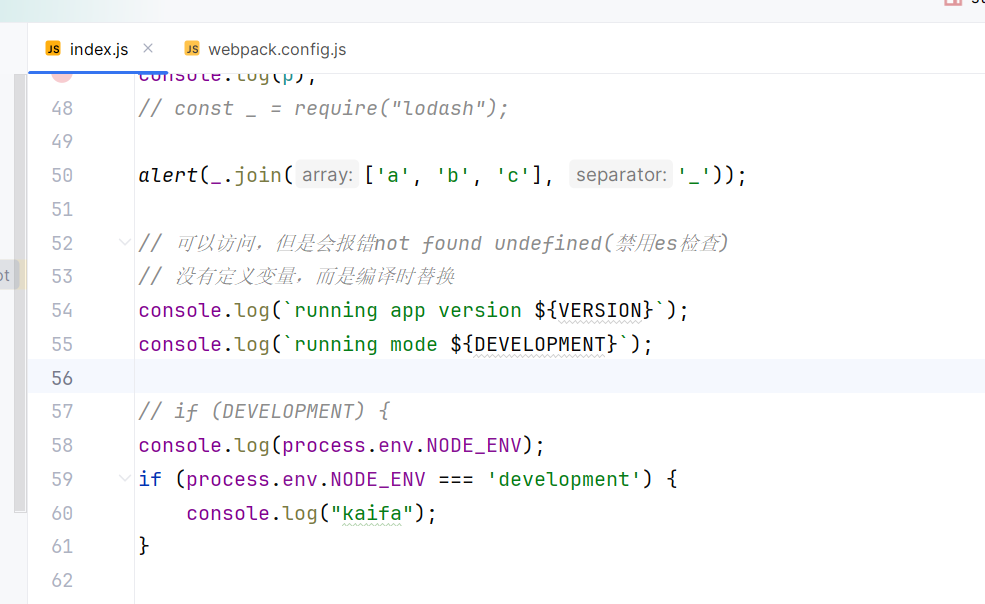 JS index.js × JS webpack.config.js
console.log(p);
48 // const _ = require("lodash");
49
50 alert(_.join( array: ['a', 'b', 'c'], separator: '_'));
51
52 // 可以访问，但是会报错not found undefined(禁用es检查)
53 // 没有定义变量，而是编译时替换
54 console.log(`running app version ${VERSION}`);
55 console.log(`running mode ${DEVELOPMENT}`);
56
57 // if (DEVELOPMENT) {
58 console.log(process.env.NODE_ENV);
59 if (process.env.NODE_ENV === 'development') {
60 console.log("kaifa");
61 }
62